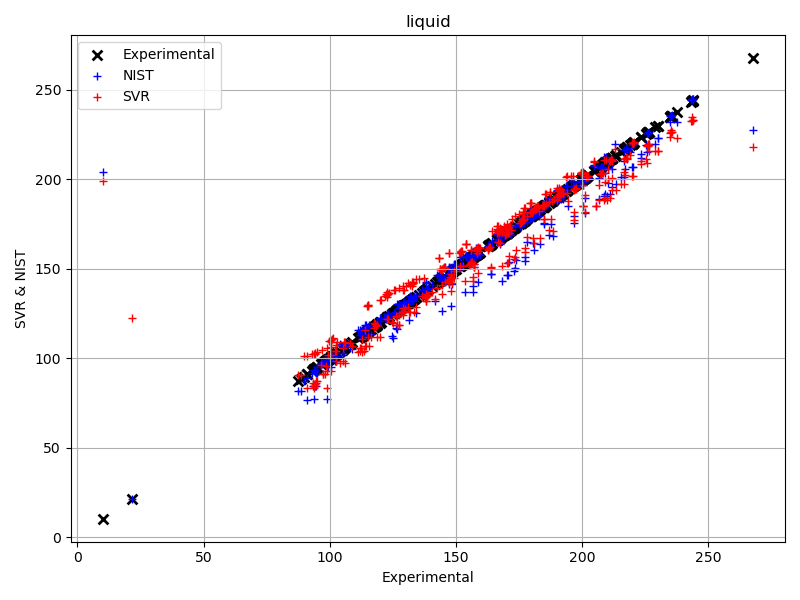 liquid
Experimental
NIST
SVR
SVR & NIST
250
200
150
100
50
0
0 50 100 150 200 250
Experimental